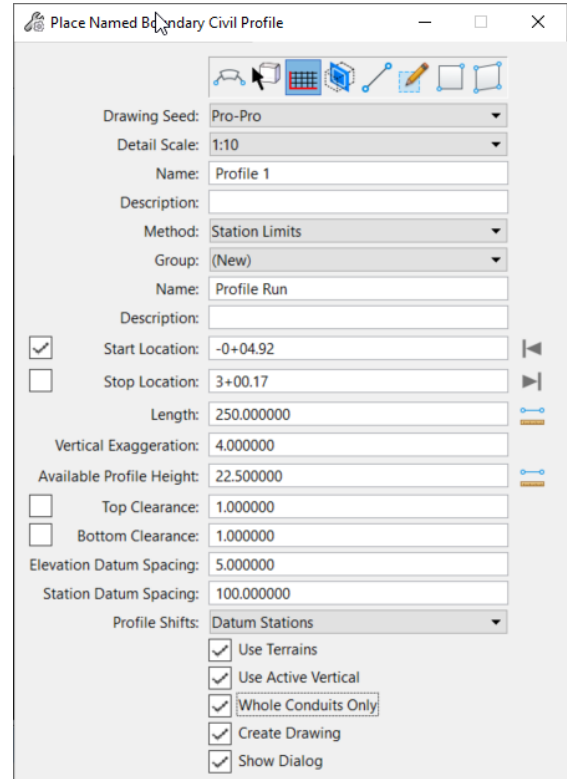 Place Named Boundary Civil Profile
Drawing Seed: Pro-Pro
Detail Scale: 1:10
Name: Profile 1
Description:
Method: Station Limits
Group: (New)
Name: Profile Run
Description:
Start Location: -0+04.92
Stop Location: 3+00.17
Length: 250.000000
Vertical Exaggeration: 4.000000
Available Profile Height: 22.500000
Top Clearance: 1.000000
Bottom Clearance: 1.000000
Elevation Datum Spacing: 5.000000
Station Datum Spacing: 100.000000
Profile Shifts: Datum Stations
Use Terrains
Use Active Vertical
Whole Conduits Only
Create Drawing
Show Dialog